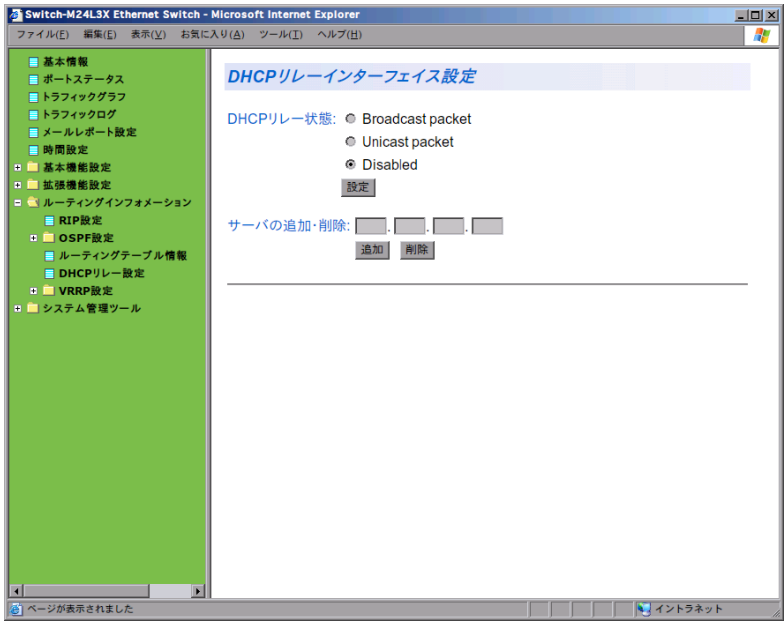 Switch-M24L3X Ethernet Switch - Microsoft Internet Explorer
ファイル(F) 編集(E) 表示(V) お気に入り(A) ツール(T) ヘルプ(H)
基本情報
ポートステータス
トラフィックグラフ
トラフィックログ
メールレポート設定
時間設定
基本機能設定
拡張機能設定
ルーティングインフォメーション
RIP設定
OSPF設定
ルーティングテーブル情報
DHCPリレー設定
VRRP設定
システム管理ツール
DHCPリレーインターフェイス設定
DHCPリレー状態: Broadcast packet
Unicast packet
Disabled
設定
サーバの追加・削除: . . .
追加 削除
ページが表示されました
イントラネット